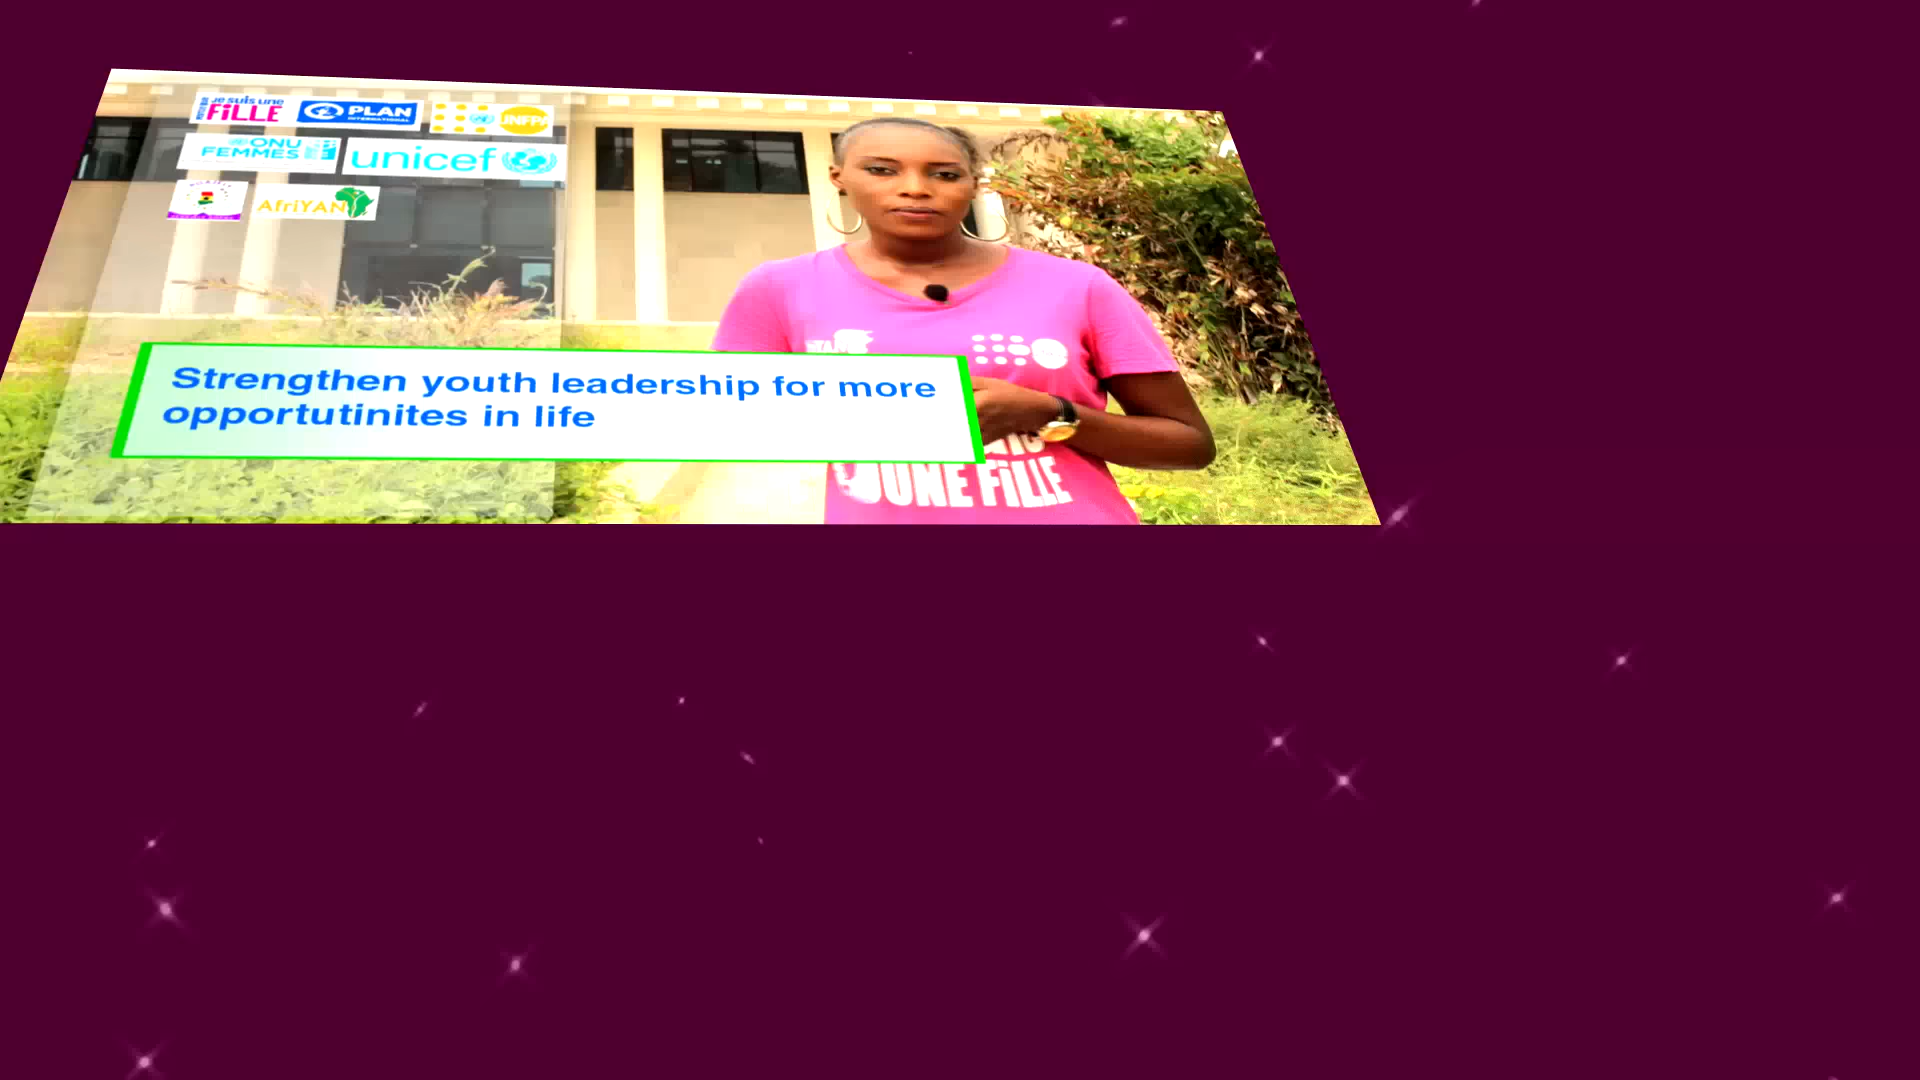 je suis une
FiLLE
PLAN
INTERNATIONAL
UNFPA
ONU
FEMMES
unicef
AfriYAN
Strengthen youth leadership for more
opportutinites in life
UNE FiLLE